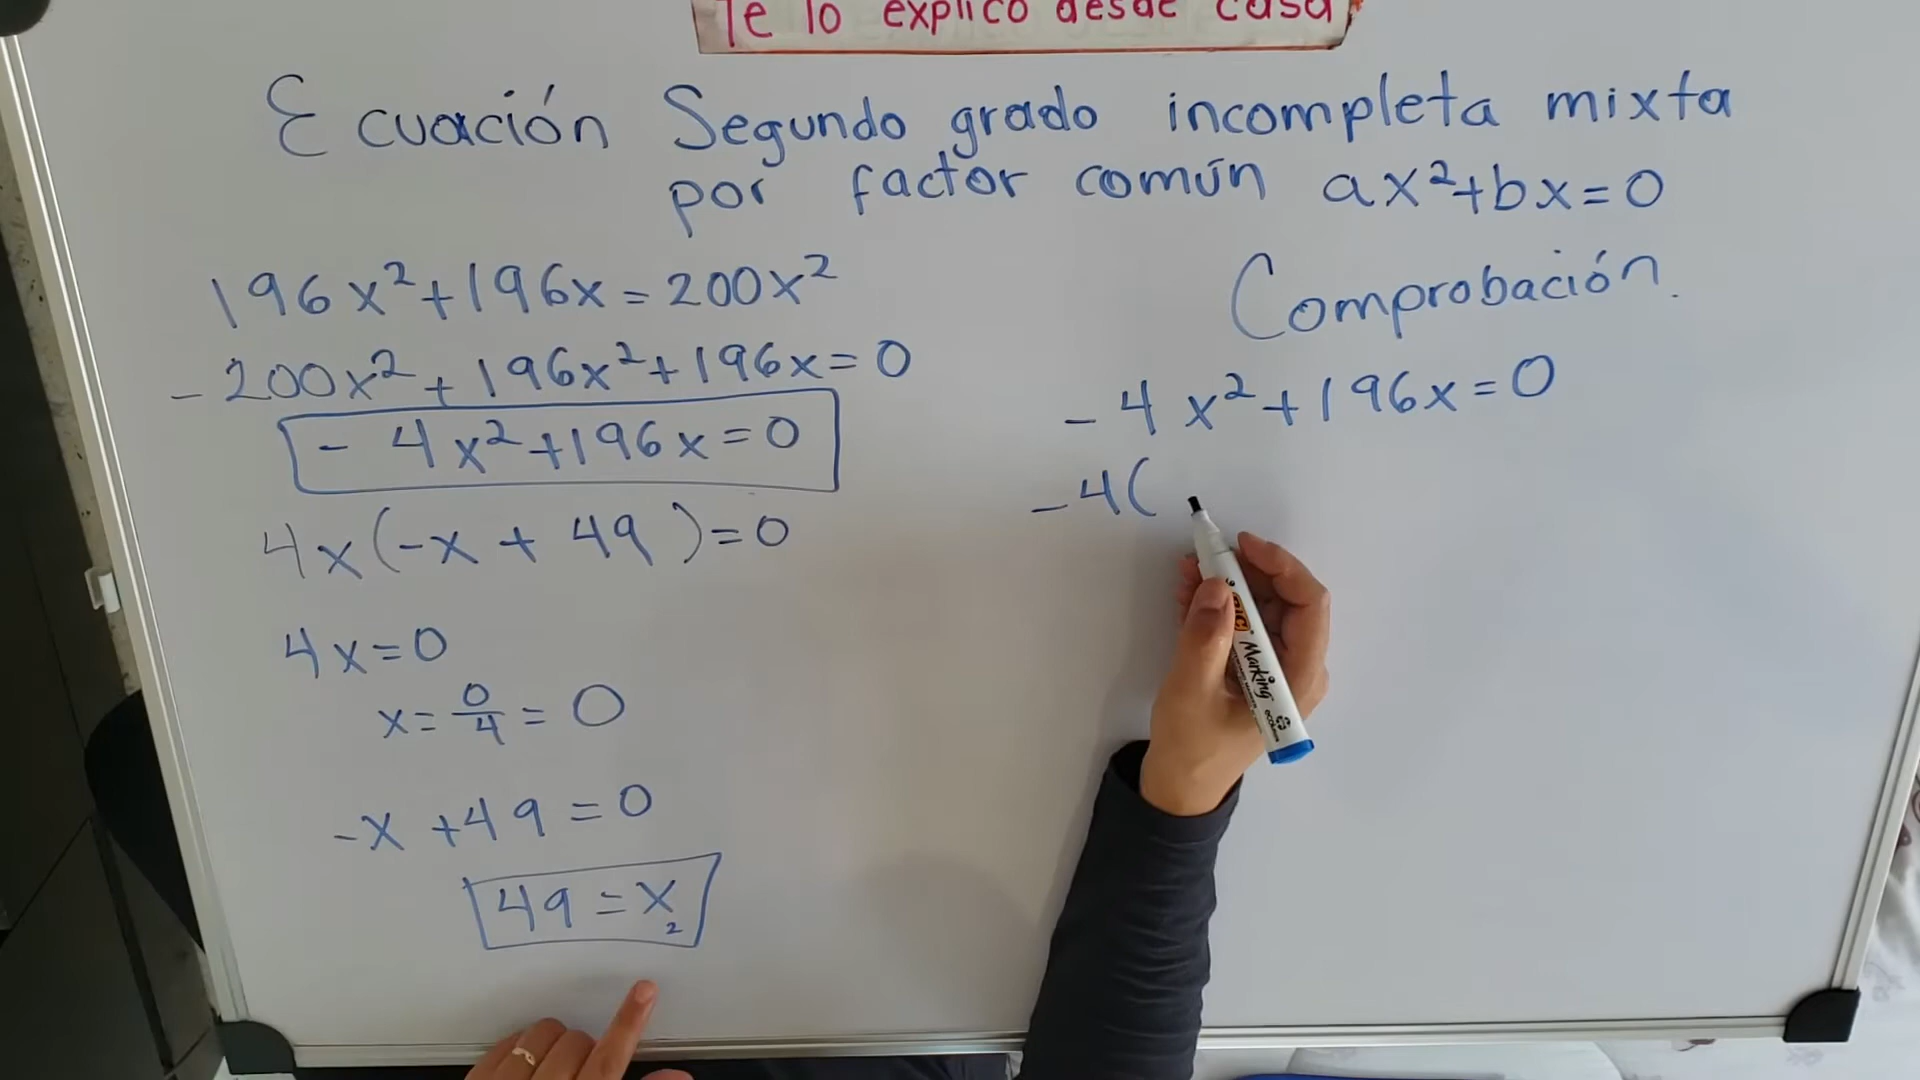 Te lo explico desde casa
Ecuación Segundo grado incompleta mixta
por factor común ax²+bx=0
196x²+196x=200x²
-200x²+196x²+196x=0
-4x²+196x=0
4x(-x+49)=0
4x=0
x=0/4=0
-x+49=0
49=x₂
Comprobación.
-4x²+196x=0
-4(
BIC Marking